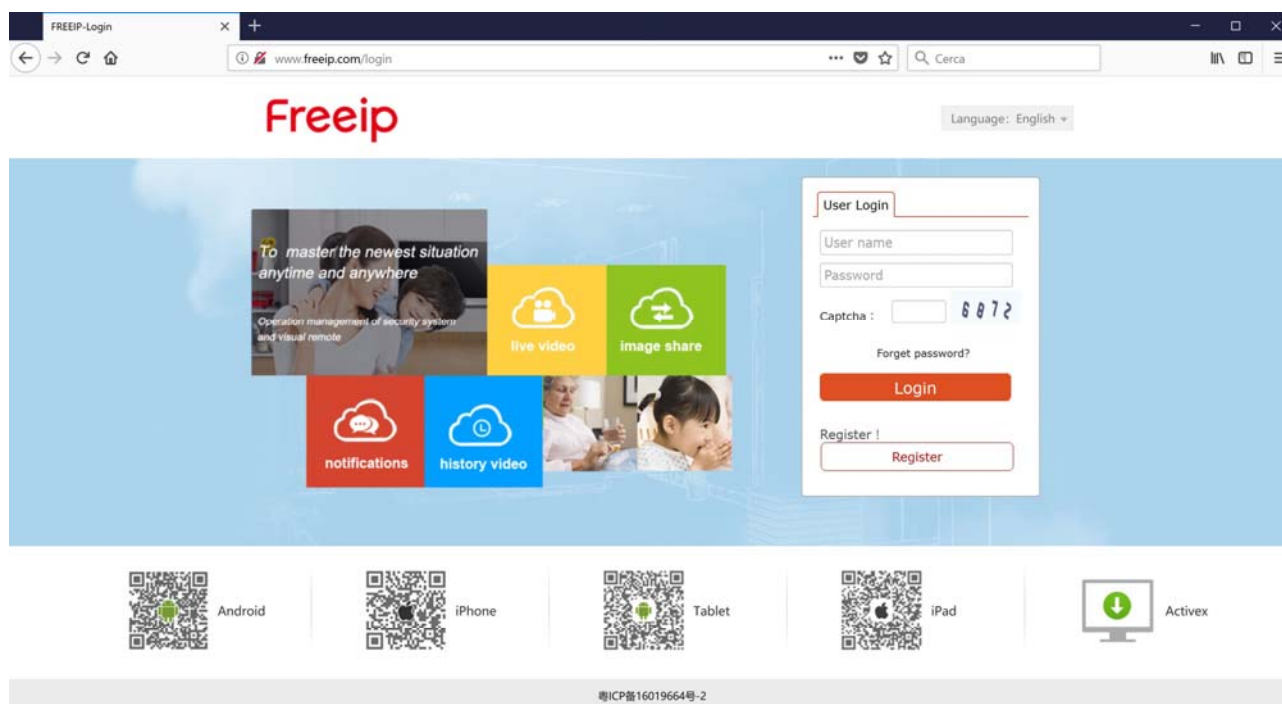 FREEIP-Login
www.freeip.com/login
Cerca
Freeip
Language: English
To master the newest situation
anytime and anywhere
Operation management of security system
and visual remote
live video
image share
notifications
history video
User Login
User name
Password
Captcha :
6872
Forget password?
Login
Register !
Register
Android
iPhone
Tablet
iPad
Activex
粤ICP备16019664号-2